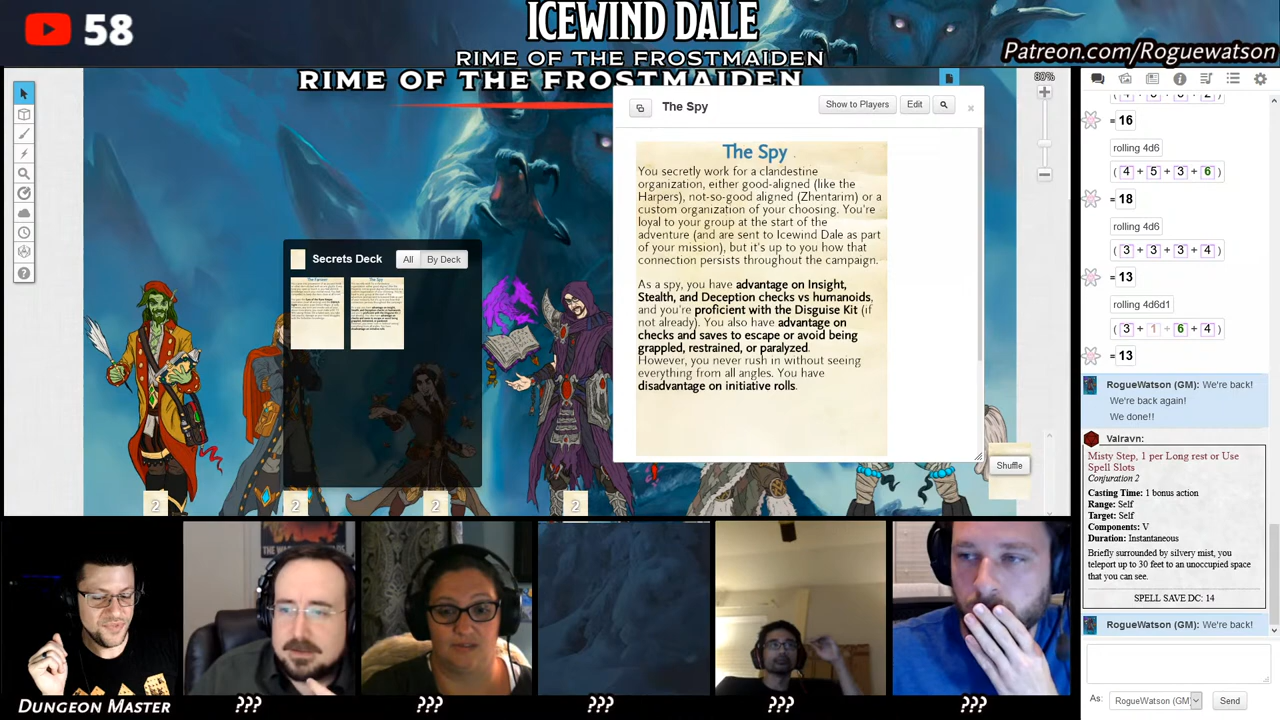 58
ICEWIND DALE
RIME OF THE FROSTMAIDEN
Patreon.com/Roguewatson
RIME OF THE FROSTMAIDEN
80%
The Spy
Show to Players
Edit
The Spy
You secretly work for a clandestine
organization, either good-aligned (like the
Harpers), not-so-good aligned (Zhentarim) or a
custom organization of your choosing. You're
loyal to your group at the start of the
adventure (and are sent to Icewind Dale as part
of your mission), but it's up to you how that
connection persists throughout the campaign.
As a spy, you have advantage on Insight,
Stealth, and Deception checks vs humanoids,
and you're proficient with the Disguise Kit (if
not already). You also have advantage on
checks and saves to escape or avoid being
grappled, restrained, or paralyzed.
However, you never rush in without seeing
everything from all angles. You have
disadvantage on initiative rolls.
Secrets Deck
All
By Deck
The Spy
Shuffle
2
2
2
2
= 16
rolling 4d6
( 4 + 5 + 3 + 6 )
= 18
rolling 4d6
( 3 + 3 + 3 + 4 )
= 13
rolling 4d6d1
( 3 + 1 + 6 + 4 )
= 13
RogueWatson (GM): We're back!
We're back again!
We done!!
Valravn:
Misty Step, 1 per Long rest or Use
Spell Slots
Conjuration 2
Casting Time: 1 bonus action
Range: Self
Target: Self
Components: V
Duration: Instantaneous
Briefly surrounded by silvery mist, you
teleport up to 30 feet to an unoccupied space
that you can see.
SPELL SAVE DC: 14
RogueWatson (GM): We're back!
As:
RogueWatson (GM)
Send
DUNGEON MASTER
???
???
???
???
???